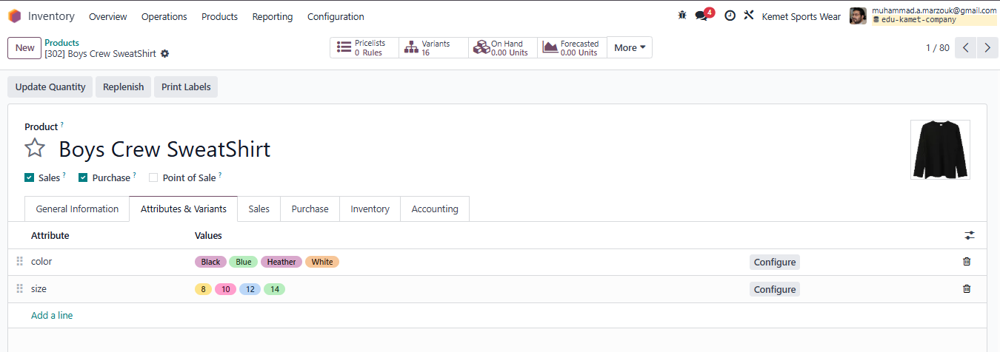 Inventory Overview Operations Products Reporting Configuration 4 Kemet Sports Wear muhammad.a.marzouk@gmail.com
edu-kamet-company
New Products
[302] Boys Crew SweatShirt
Pricelists
0 Rules
Variants
16
On Hand
0.00 Units
Forecasted
0.00 Units
More
1 / 80
Update Quantity Replenish Print Labels
Product ?
Boys Crew SweatShirt
Sales ? Purchase ? Point of Sale ?
General Information Attributes & Variants Sales Purchase Inventory Accounting
Attribute Values
color Black Blue Heather White Configure
size 8 10 12 14 Configure
Add a line